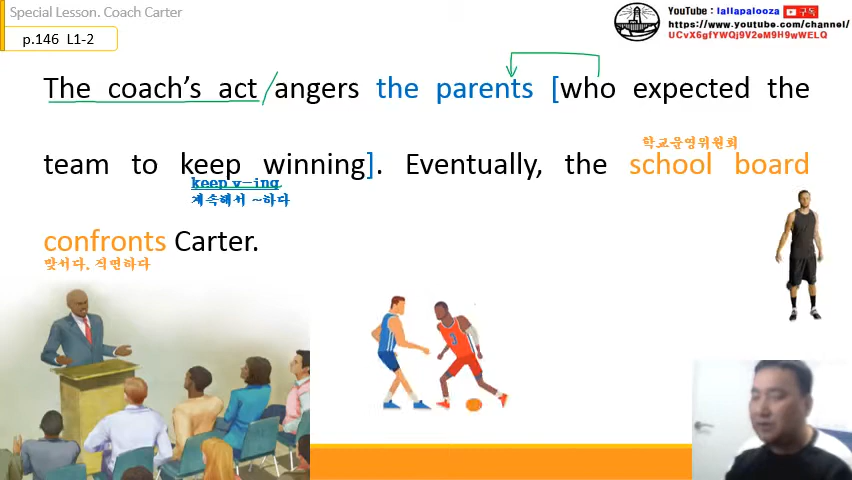 Special Lesson. Coach Carter
p.146 L1-2
YouTube : lallapalooza 구독
https://www.youtube.com/channel/
UCvX6gfYWQj9V2eM9H9wWELQ
The coach's act / angers the parents [who expected the
학교운영위원회
team to keep winning]. Eventually, the school board
keep v-ing
계속해서 ~하다
confronts Carter.
맞서다, 직면하다
3